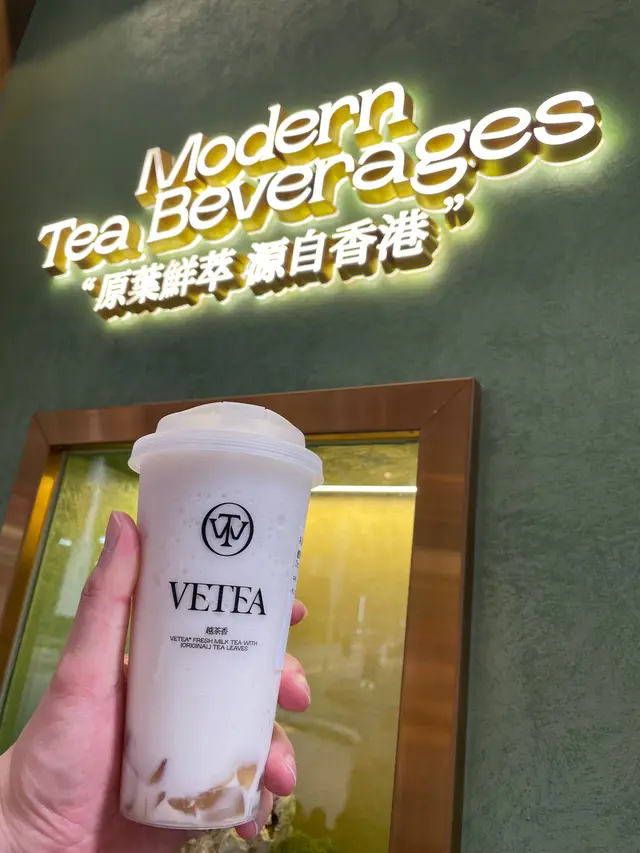 Modern
Tea Beverages
“原葉鮮萃 源自香港”
VETEA
越茶香
VETEA® FRESH MILK TEA WITH
(ORIGINAL) TEA LEAVES